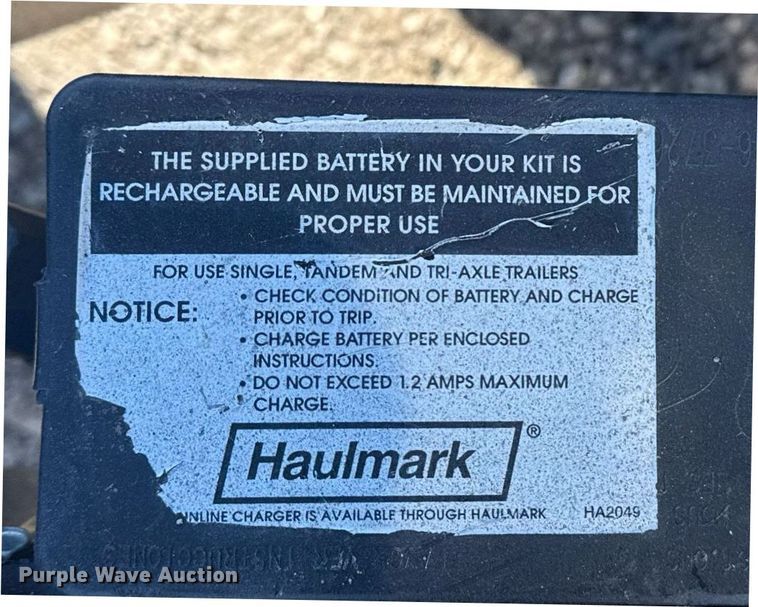 THE SUPPLIED BATTERY IN YOUR KIT IS
RECHARGEABLE AND MUST BE MAINTAINED FOR
PROPER USE
FOR USE SINGLE, TANDEM AND TRI-AXLE TRAILERS
NOTICE:
• CHECK CONDITION OF BATTERY AND CHARGE
PRIOR TO TRIP.
• CHARGE BATTERY PER ENCLOSED
INSTRUCTIONS.
• DO NOT EXCEED 1.2 AMPS MAXIMUM
CHARGE.
Haulmark®
INLINE CHARGER IS AVAILABLE THROUGH HAULMARK HA2049
Purple Wave Auction